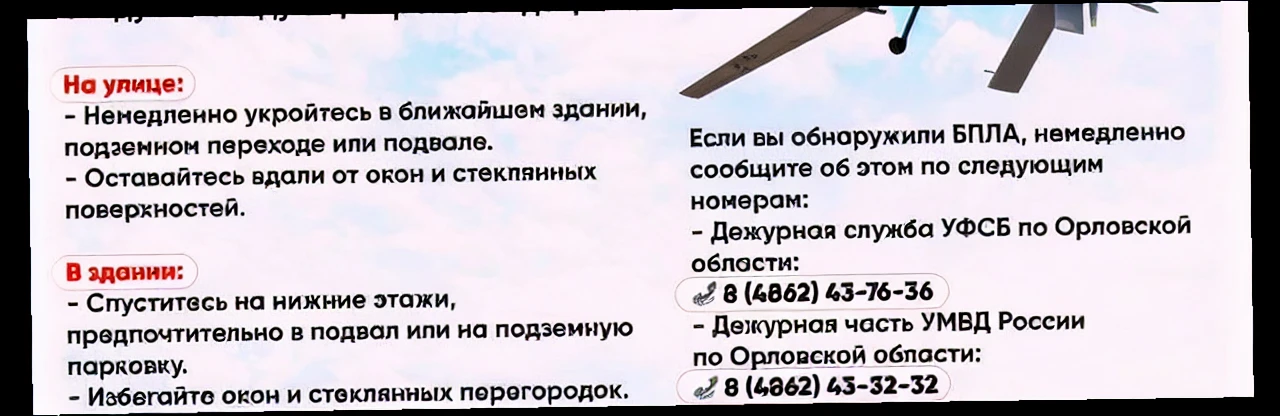 На улице:
- Немедленно укройтесь в ближайшем здании,
подземном переходе или подвале.
- Оставайтесь вдали от окон и стеклянных
поверхностей.
В здании:
- Спуститесь на нижние этажи,
предпочтительно в подвал или на подземную
парковку.
- Избегайте окон и стеклянных перегородок.
Если вы обнаружили БПЛА, немедленно
сообщите об этом по следующим
номерам:
- Дежурная служба УФСБ по Орловской
области:
8 (4862) 43-76-36
- Дежурная часть УМВД России
по Орловской области:
8 (4862) 43-32-32